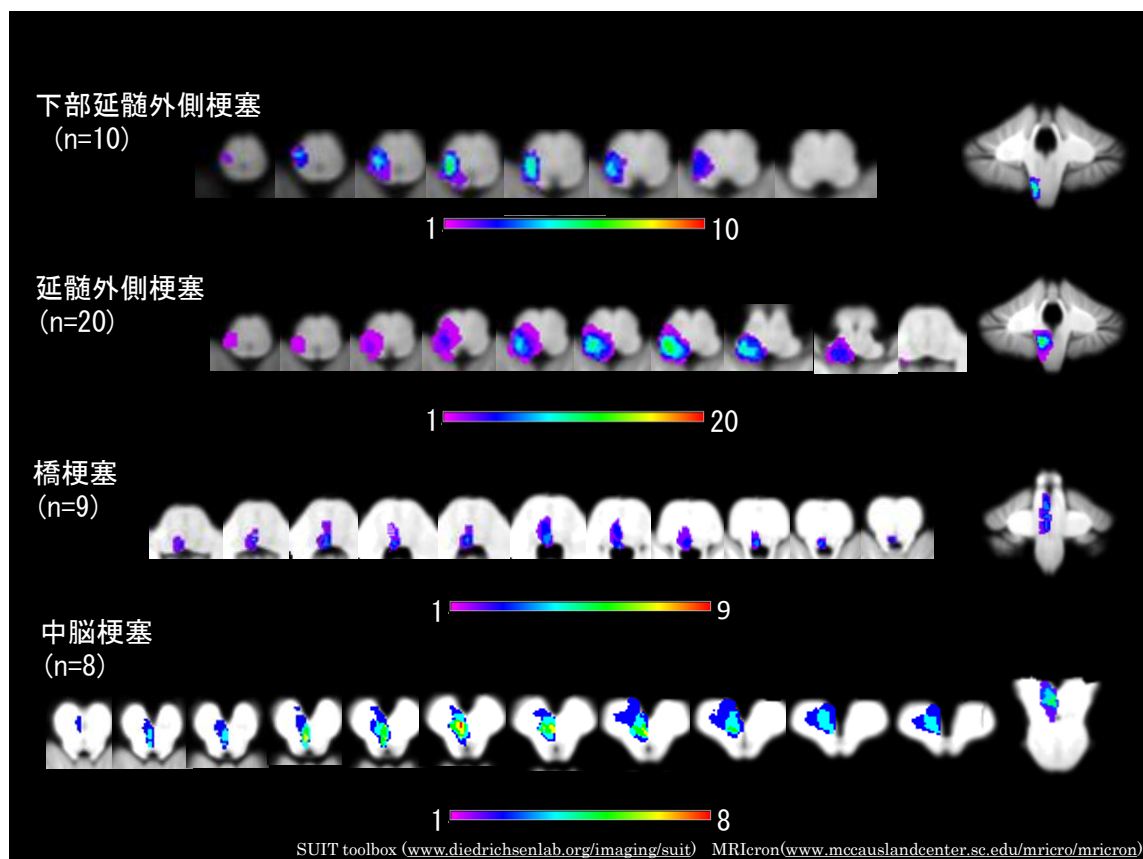 下部延髄外側梗塞
(n=10)
1 10
延髄外側梗塞
(n=20)
1 20
橋梗塞
(n=9)
1 9
中脳梗塞
(n=8)
1 8
SUIT toolbox (www.diedrichsenlab.org/imaging/suit) MRIcron(www.mccauslandcenter.sc.edu/mricro/mricron)